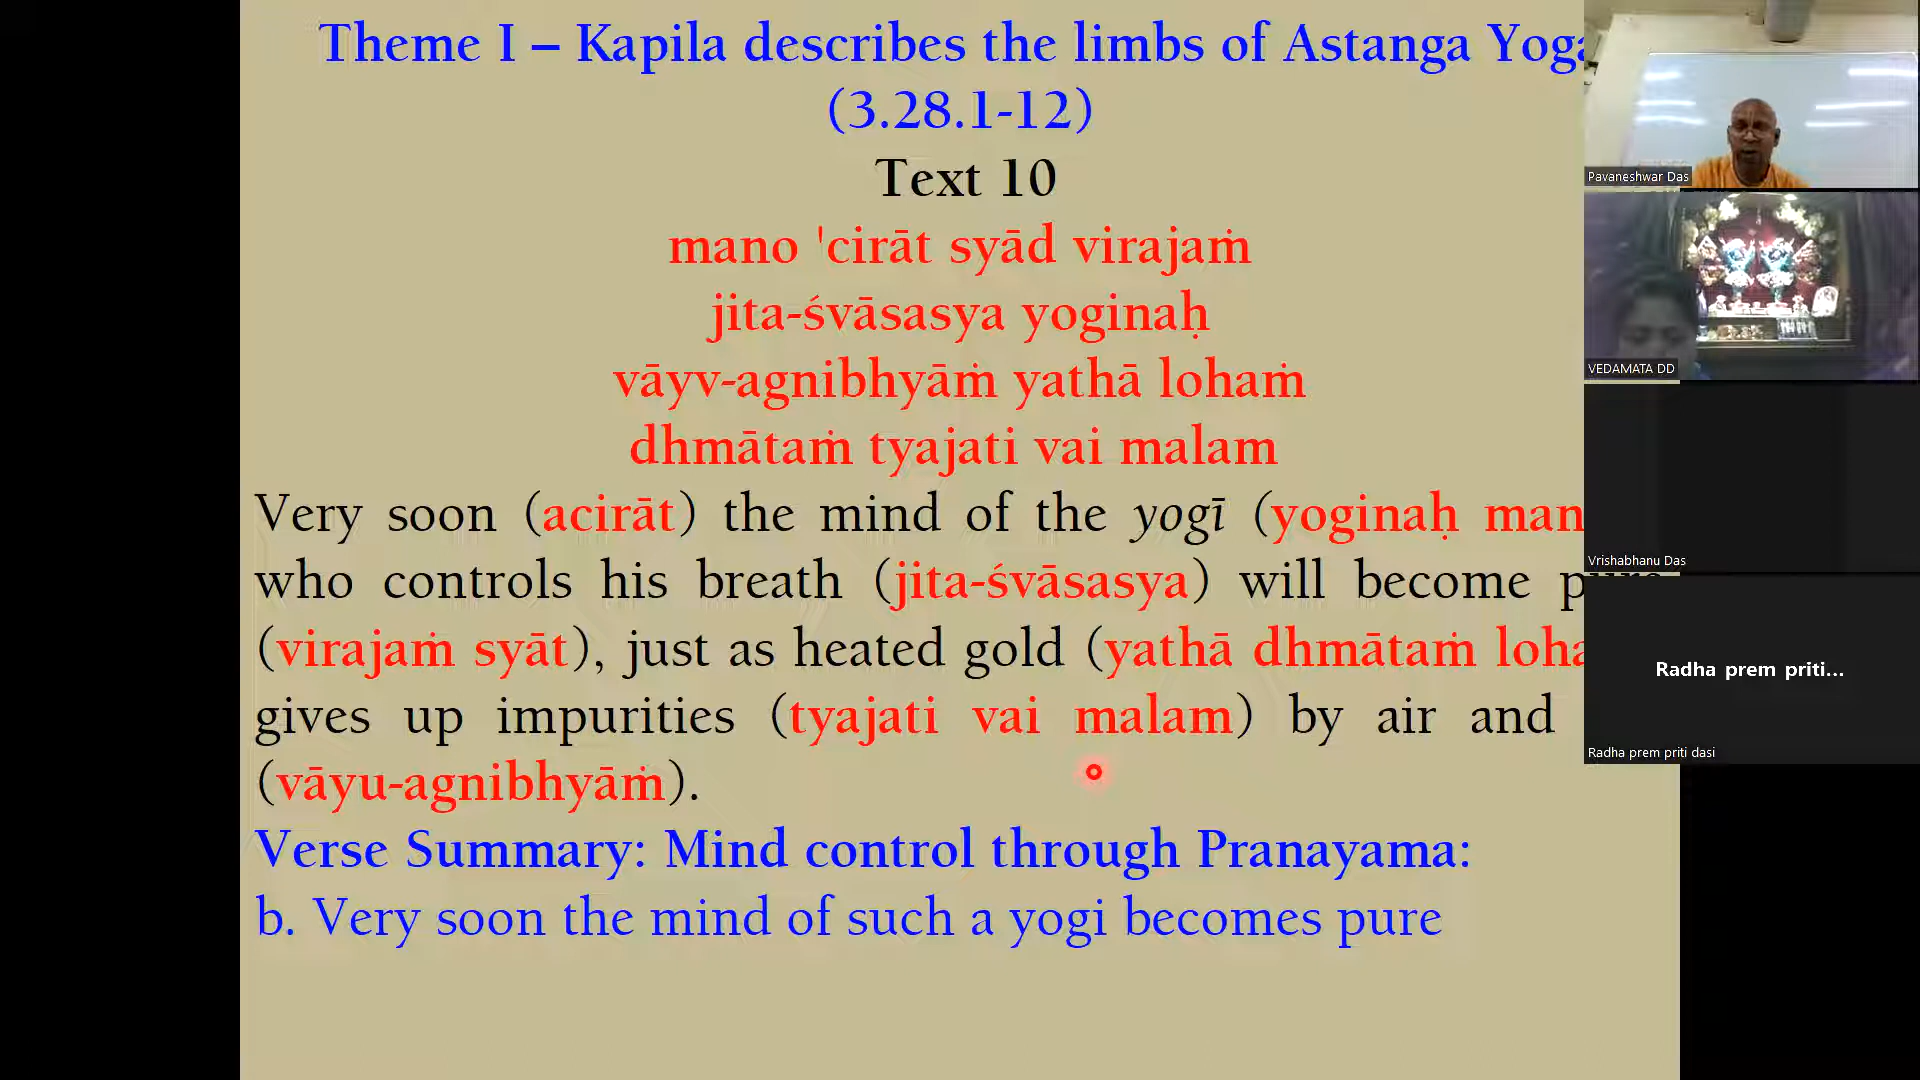 Theme I – Kapila describes the limbs of Astanga Yoga
(3.28.1-12)
Text 10
mano 'cirāt syād virajaṁ
jita-śvāsasya yoginaḥ
vāyv-agnibhyāṁ yathā lohaṁ
dhmātaṁ tyajati vai malam
Very soon (acirāt) the mind of the yogī (yoginaḥ man
who controls his breath (jita-śvāsasya) will become pure
(virajaṁ syāt), just as heated gold (yathā dhmātaṁ loha
gives up impurities (tyajati vai malam) by air and
(vāyu-agnibhyāṁ).
Verse Summary: Mind control through Pranayama:
b. Very soon the mind of such a yogi becomes pure
Pavaneshwar Das
VEDAMATA DD
Vrishabhanu Das
Radha prem priti...
Radha prem priti dasi